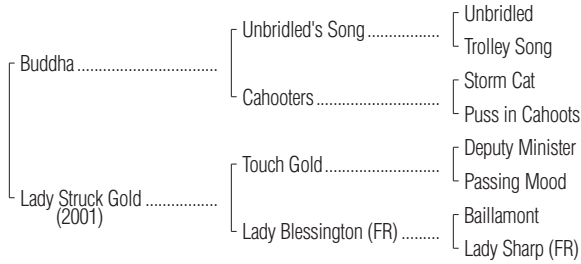 Unbridled
Unbridled's Song
Trolley Song
Buddha
Storm Cat
Cahooters
Puss in Cahoots
Deputy Minister
Touch Gold
Passing Mood
Lady Struck Gold
(2001)
Baillamont
Lady Blessington (FR)
Lady Sharp (FR)